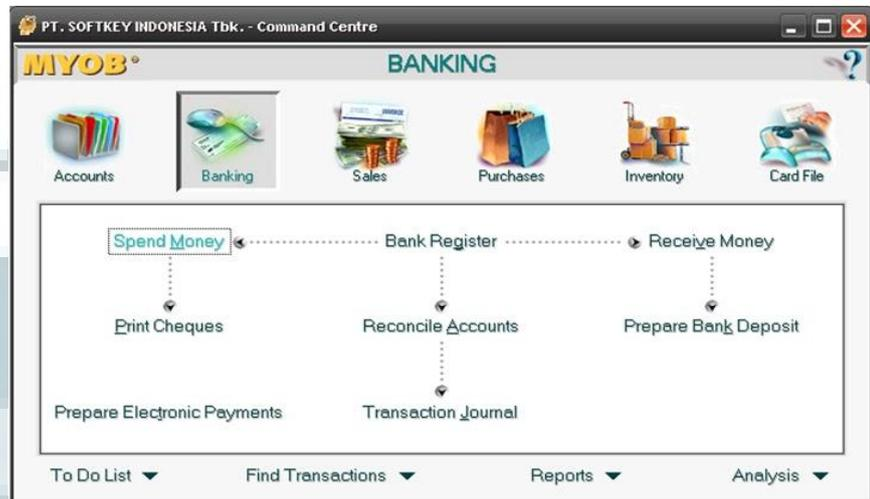 PT. SOFTKEY INDONESIA Tbk. - Command Centre
MYOB®
BANKING
?
Accounts
Banking
Sales
Purchases
Inventory
Card File
Spend Money
Bank Register
Receive Money
Print Cheques
Reconcile Accounts
Prepare Bank Deposit
Prepare Electronic Payments
Transaction Journal
To Do List
Find Transactions
Reports
Analysis